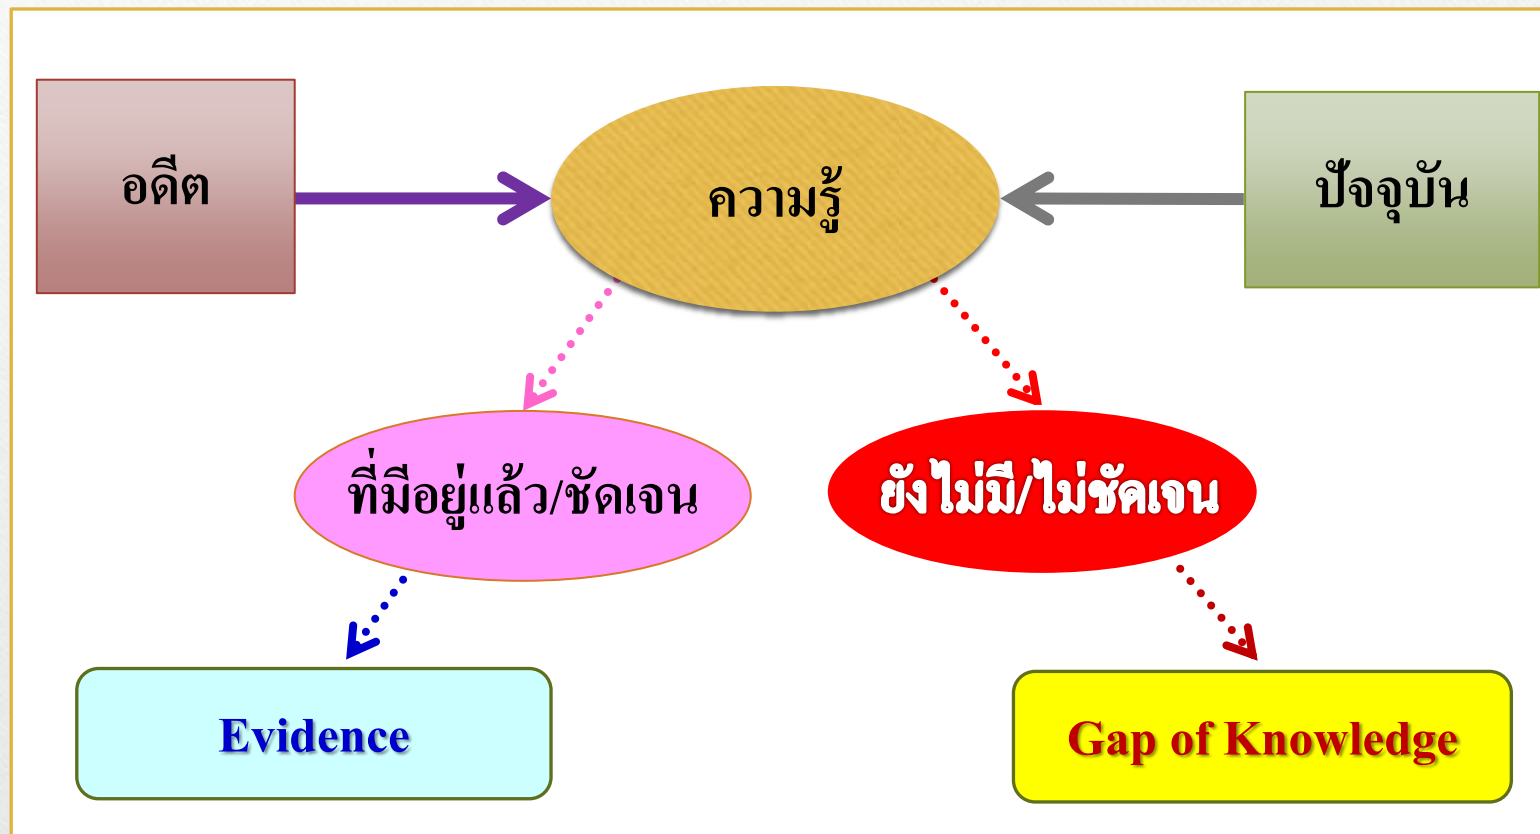 อดีต
ความรู้
ปัจจุบัน
ที่มีอยู่แล้ว/ชัดเจน
ยังไม่มี/ไม่ชัดเจน
Evidence
Gap of Knowledge